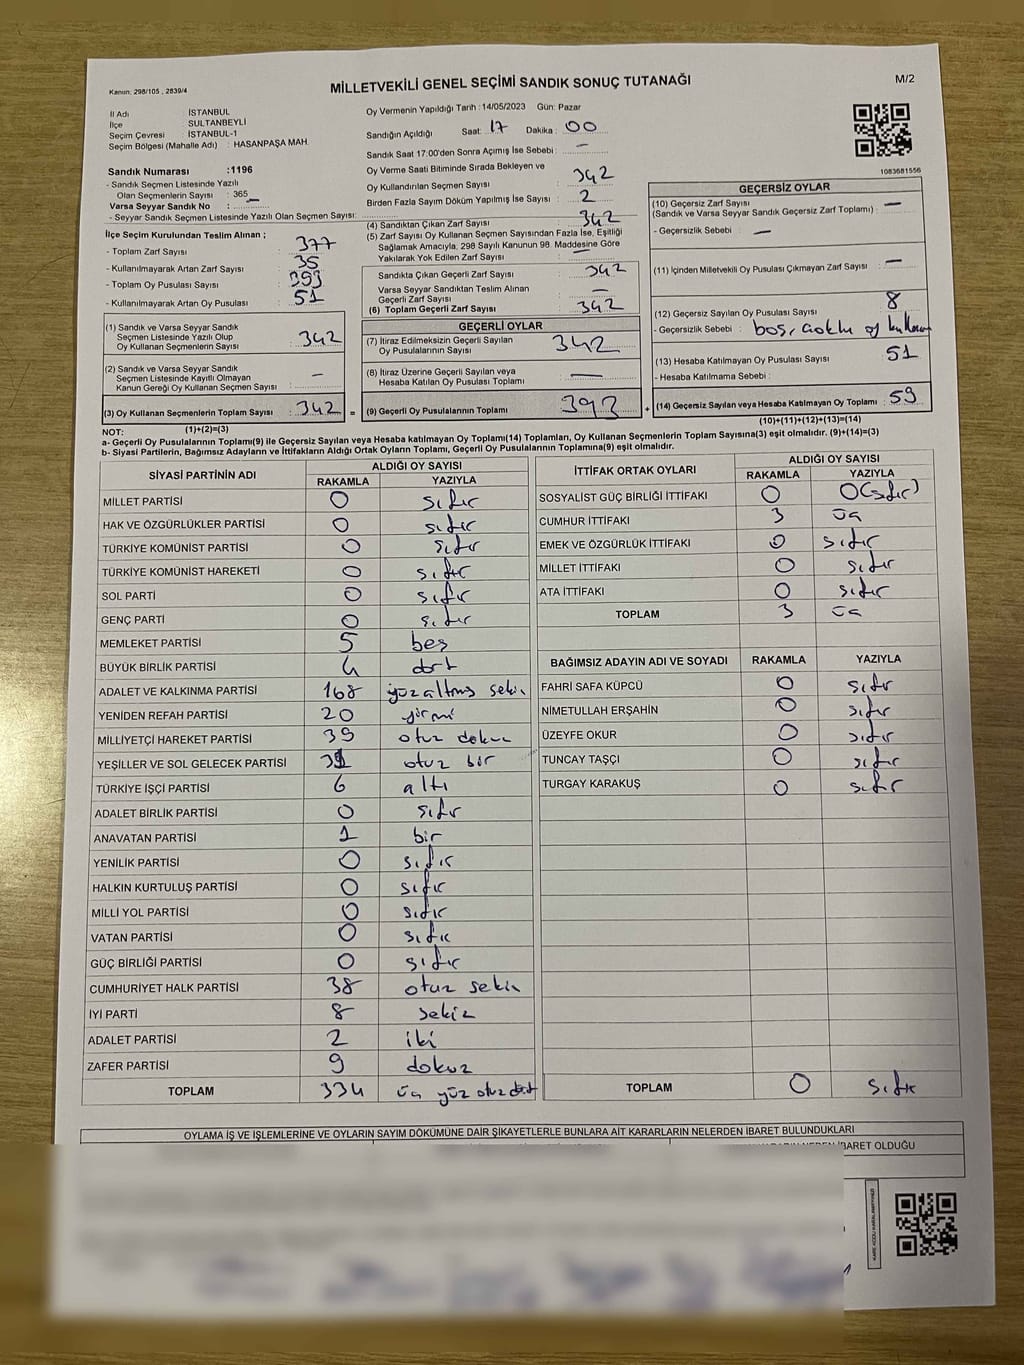 Kanun: 298/105, 2839/4
MİLLETVEKİLİ GENEL SEÇİMİ SANDIK SONUÇ TUTANAĞI
M/2
İl Adı İSTANBUL
İlçe SULTANBEYLİ
Seçim Çevresi İSTANBUL-1
Seçim Bölgesi (Mahalle Adı) : HASANPAŞA MAH.
Oy Vermenin Yapıldığı Tarih : 14/05/2023 Gün: Pazar
Sandığın Açıldığı Saat: 17 Dakika : 00
Sandık Saat 17:00'den Sonra Açımış İse Sebebi : —
Oy Verme Saati Bitiminde Sırada Bekleyen ve
Oy Kullandırılan Seçmen Sayısı 342
Birden Fazla Sayım Döküm Yapılmış İse Sayısı : 2
Sandık Numarası :1196
- Sandık Seçmen Listesinde Yazılı
Olan Seçmenlerin Sayısı : 365
Varsa Seyyar Sandık No :
- Seyyar Sandık Seçmen Listesinde Yazılı Olan Seçmen Sayısı:
İlçe Seçim Kurulundan Teslim Alınan ;
- Toplam Zarf Sayısı : 377
- Kullanılmayarak Artan Zarf Sayısı : 35
- Toplam Oy Pusulası Sayısı : 393
- Kullanılmayarak Artan Oy Pusulası : 51
(1) Sandık ve Varsa Seyyar Sandık
Seçmen Listesinde Yazılı Olup
Oy Kullanan Seçmenlerin Sayısı : 342
(2) Sandık ve Varsa Seyyar Sandık
Seçmen Listesinde Kayıtlı Olmayan
Kanun Gereği Oy Kullanan Seçmen Sayısı : —
(3) Oy Kullanan Seçmenlerin Toplam Sayısı : 342 =
(1)+(2)=(3)
(4) Sandıktan Çıkan Zarf Sayısı : 342
(5) Zarf Sayısı Oy Kullanan Seçmen Sayısından Fazla İse, Eşitliği
Sağlamak Amacıyla; 298 Sayılı Kanunun 98. Maddesine Göre
Yakılarak Yok Edilen Zarf Sayısı : —
Sandıkta Çıkan Geçerli Zarf Sayısı : 342
Varsa Seyyar Sandıktan Teslim Alınan
Geçerli Zarf Sayısı : —
(6) Toplam Geçerli Zarf Sayısı : 342
GEÇERLİ OYLAR
(7) İtiraz Edilmeksizin Geçerli Sayılan
Oy Pusulalarının Sayısı : 342
(8) İtiraz Üzerine Geçerli Sayılan veya
Hesaba Katılan Oy Pusulası Toplamı : —
(9) Geçerli Oy Pusulalarının Toplamı : 393 +
1083681556
GEÇERSİZ OYLAR
(10) Geçersiz Zarf Sayısı
(Sandık ve Varsa Seyyar Sandık Geçersiz Zarf Toplamı) : —
- Geçersizlik Sebebi : —
(11) İçinden Milletvekili Oy Pusulası Çıkmayan Zarf Sayısı : —
(12) Geçersiz Sayılan Oy Pusulası Sayısı : 8
- Geçersizlik Sebebi : boş, çoklu oy
(13) Hesaba Katılmayan Oy Pusulası Sayısı : 51
- Hesaba Katılmama Sebebi :
(14) Geçersiz Sayılan veya Hesaba Katılmayan Oy Toplamı : 59
(10)+(11)+(12)+(13)=(14)
NOT:
a- Geçerli Oy Pusulalarının Toplamı(9) ile Geçersiz Sayılan veya Hesaba katılmayan Oy Toplamı(14) Toplamları, Oy Kullanan Seçmenlerin Toplam Sayısına(3) eşit olmalıdır. (9)+(14)=(3)
b- Siyasi Partilerin, Bağımsız Adayların ve İttifakların Aldığı Ortak Oyların Toplamı, Geçerli Oy Pusulalarının Toplamına(9) eşit olmalıdır.
SİYASİ PARTİNİN ADI ALDIĞI OY SAYISI
RAKAMLA YAZIYLA
MİLLET PARTİSİ 0 sıfır
HAK VE ÖZGÜRLÜKLER PARTİSİ 0 sıfır
TÜRKİYE KOMÜNİST PARTİSİ 0 sıfır
TÜRKİYE KOMÜNİST HAREKETİ 0 sıfır
SOL PARTİ 0 sıfır
GENÇ PARTİ 0 sıfır
MEMLEKET PARTİSİ 5 beş
BÜYÜK BİRLİK PARTİSİ 4 dört
ADALET VE KALKINMA PARTİSİ 168 yüzaltmış sekiz
YENİDEN REFAH PARTİSİ 20 yirmi
MİLLİYETÇİ HAREKET PARTİSİ 39 otuz dokuz
YEŞİLLER VE SOL GELECEK PARTİSİ 31 otuz bir
TÜRKİYE İŞÇİ PARTİSİ 6 altı
ADALET BİRLİK PARTİSİ 0 sıfır
ANAVATAN PARTİSİ 1 bir
YENİLİK PARTİSİ 0 sıfır
HALKIN KURTULUŞ PARTİSİ 0 sıfır
MİLLİ YOL PARTİSİ 0 sıfır
VATAN PARTİSİ 0 sıfır
GÜÇ BİRLİĞİ PARTİSİ 0 sıfır
CUMHURİYET HALK PARTİSİ 38 otuz sekiz
İYİ PARTİ 8 sekiz
ADALET PARTİSİ 2 iki
ZAFER PARTİSİ 9 dokuz
TOPLAM 334 üç yüz otuz dört
İTTİFAK ORTAK OYLARI ALDIĞI OY SAYISI
RAKAMLA YAZIYLA
SOSYALİST GÜÇ BİRLİĞİ İTTİFAKI 0 0(sıfır)
CUMHUR İTTİFAKI 3 üç
EMEK VE ÖZGÜRLÜK İTTİFAKI 0 sıfır
MİLLET İTTİFAKI 0 sıfır
ATA İTTİFAKI 0 sıfır
TOPLAM 3 üç
BAĞIMSIZ ADAYIN ADI VE SOYADI RAKAMLA YAZIYLA
FAHRİ SAFA KÜPCÜ 0 sıfır
NİMETULLAH ERŞAHİN 0 sıfır
ÜZEYFE OKUR 0 sıfır
TUNCAY TAŞÇI 0 sıfır
TURGAY KARAKUŞ 0 sıfır
TOPLAM 0 sıfır
OYLAMA İŞ VE İŞLEMLERİNE VE OYLARIN SAYIM DÖKÜMÜNE DAİR ŞİKAYETLERLE BUNLARA AİT KARARLARIN NELERDEN İBARET BULUNDUKLARI
İBARET OLDUĞU
KARE KODU KARALAMAYINIZ